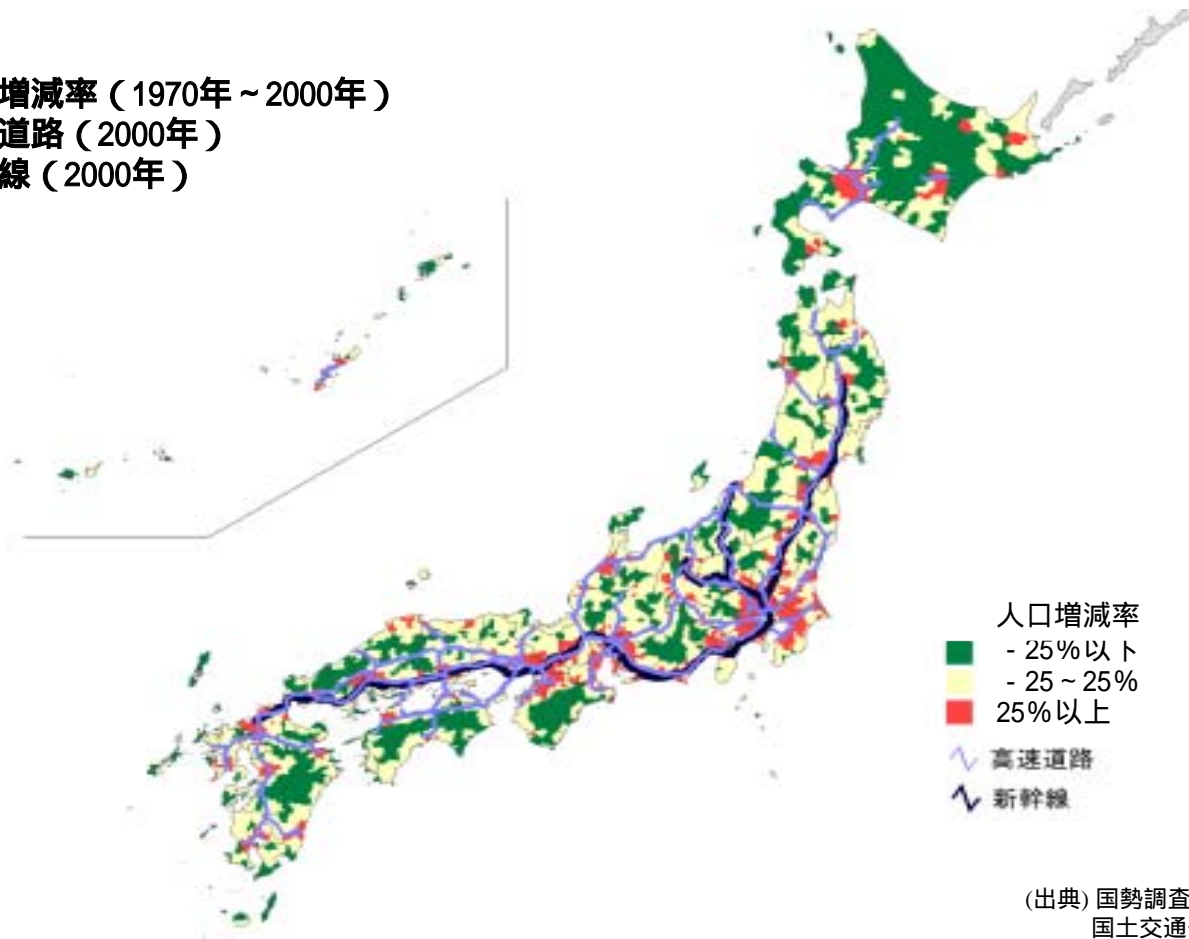 増減率（1970年～2000年）
道路（2000年）
線（2000年）
人口増減率
-25%以下
-25～25%
25%以上
高速道路
新幹線
(出典) 国勢調査
国土交通